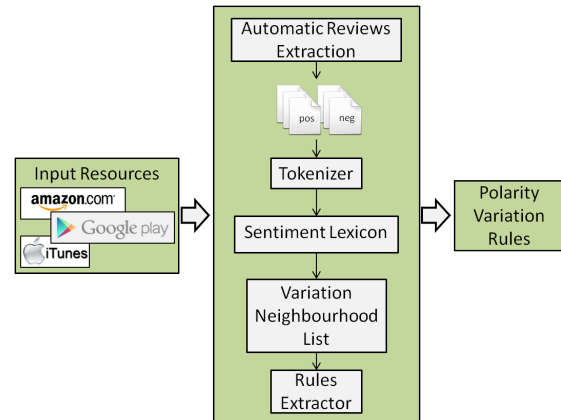 Input Resources
amazon.com
Google play
iTunes
Automatic Reviews
Extraction
pos
neg
Tokenizer
Sentiment Lexicon
Variation
Neighbourhood
List
Rules
Extractor
Polarity
Variation
Rules